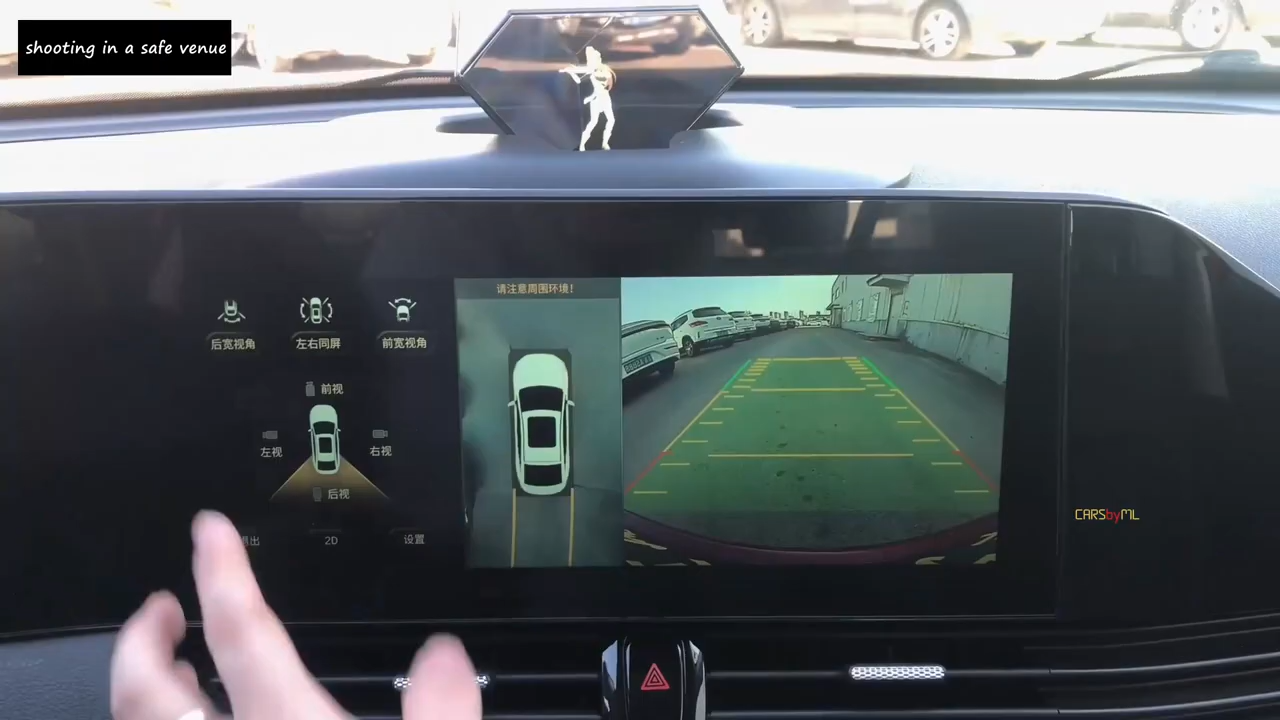 shooting in a safe venue
请注意周围环境!
后宽视角
左右同屏
前宽视角
前视
左视
右视
后视
2D
设置
CARSbyML